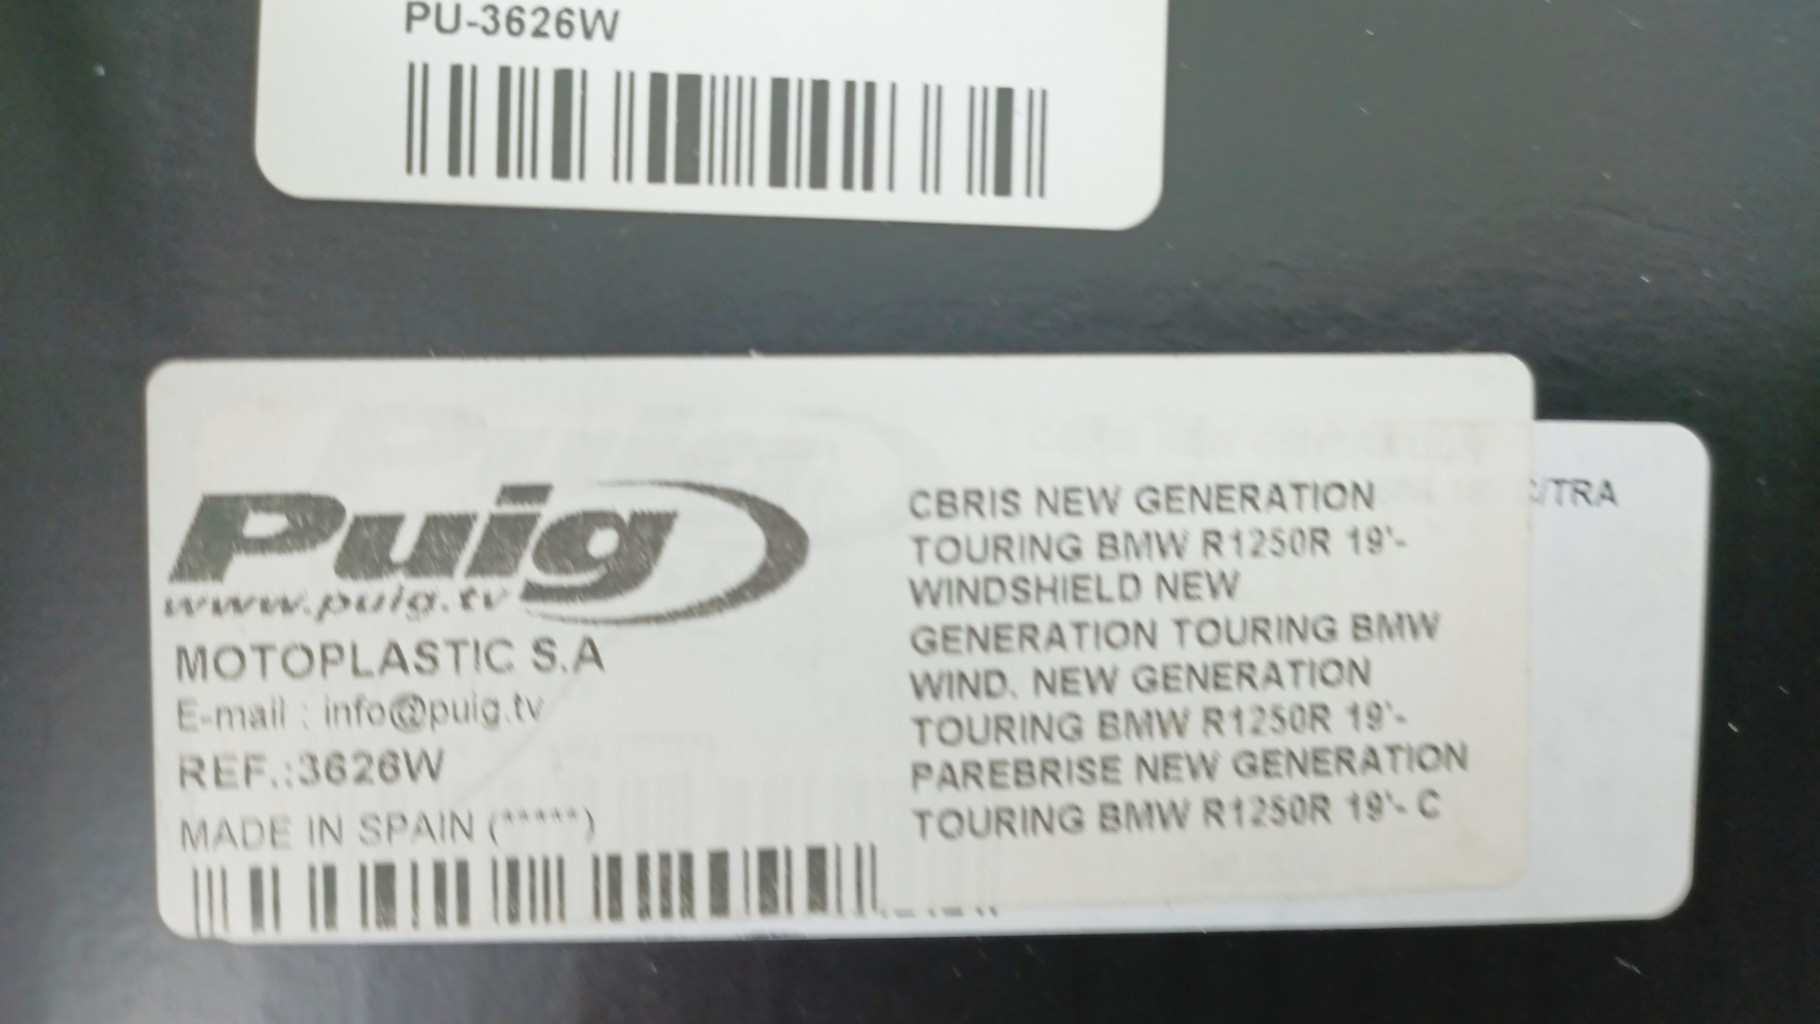 PU-3626W
Puig
www.puig.tv
MOTOPLASTIC S.A
E-mail : info@puig.tv
REF.:3626W
MADE IN SPAIN (*****)
CBRIS NEW GENERATION
TOURING BMW R1250R 19'-
WINDSHIELD NEW
GENERATION TOURING BMW
WIND. NEW GENERATION
TOURING BMW R1250R 19'-
PAREBRISE NEW GENERATION
TOURING BMW R1250R 19'- C
/TRA